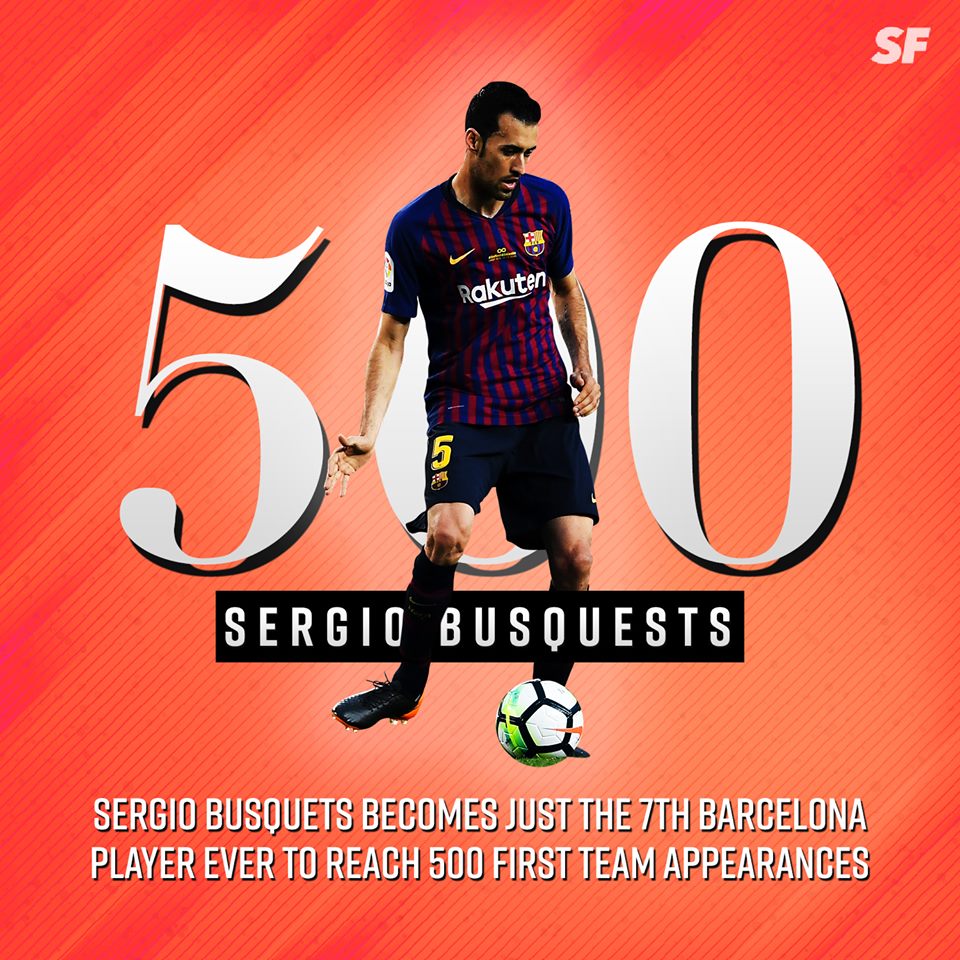 SF
500
Rakuten
5
SERGIO BUSQUESTS
SERGIO BUSQUETS BECOMES JUST THE 7TH BARCELONA
PLAYER EVER TO REACH 500 FIRST TEAM APPEARANCES